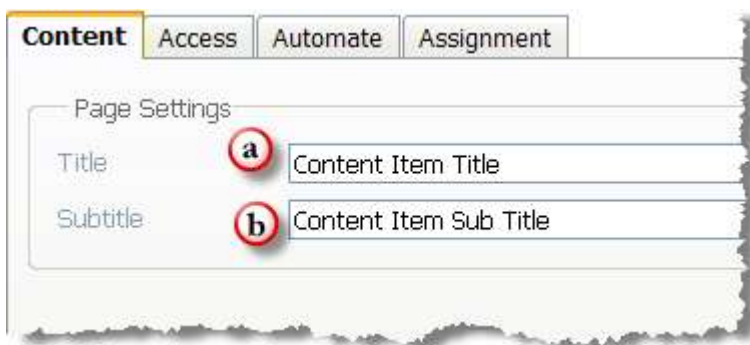 Content Access Automate Assignment
Page Settings
Title a Content Item Title
Subtitle b Content Item Sub Title